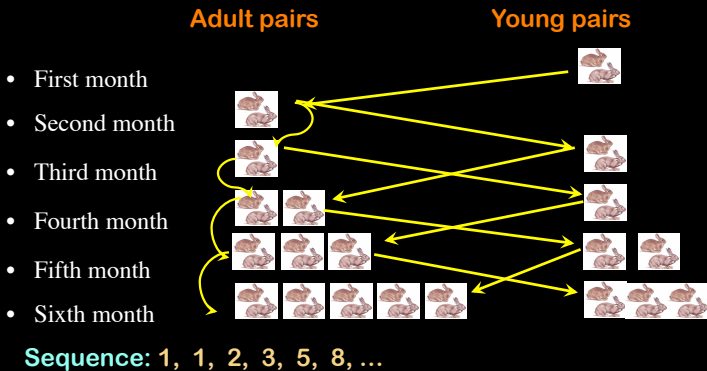 Adult pairs Young pairs
• First month
• Second month
• Third month
• Fourth month
• Fifth month
• Sixth month
Sequence: 1, 1, 2, 3, 5, 8, ...